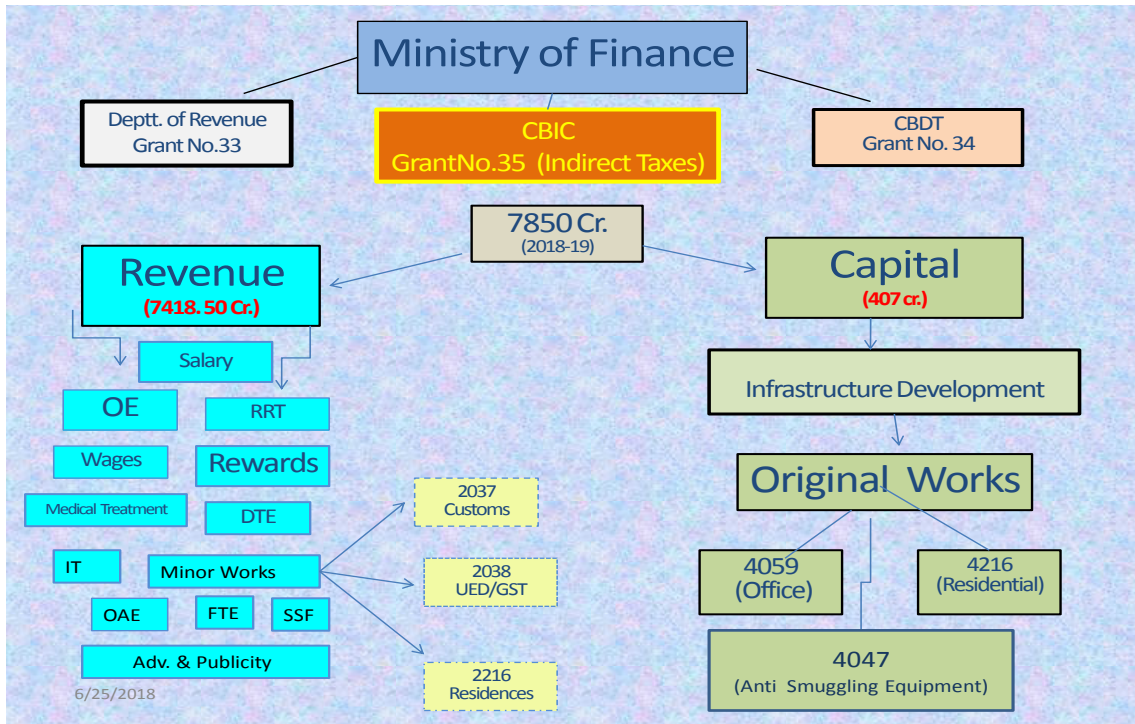 Ministry of Finance
Deptt. of Revenue
Grant No.33
CBIC
GrantNo.35 (Indirect Taxes)
CBDT
Grant No. 34
7850 Cr.
(2018-19)
Revenue
(7418. 50 Cr.)
Capital
(407 cr.)
Salary
Infrastructure Development
OE
RRT
Wages
Rewards
Original Works
Medical Treatment
DTE
2037
Customs
IT
Minor Works
2038
UED/GST
4059
(Office)
4216
(Residential)
OAE
FTE
SSF
Adv. & Publicity
2216
Residences
4047
(Anti Smuggling Equipment)
6/25/2018